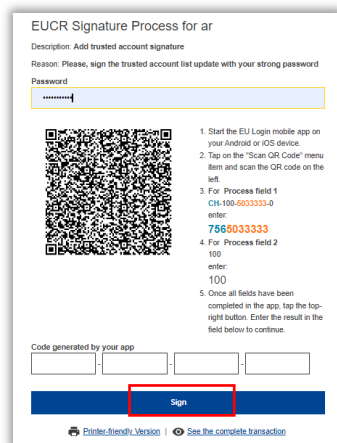 EUCR Signature Process for ar
Description: Add trusted account signature
Reason: Please, sign the trusted account list update with your strong password
Password
•••••••••••
1. Start the EU Login mobile app on
your Android or iOS device.
2. Tap on the "Scan QR Code" menu
item and scan the QR code on the
left.
3. For Process field 1
CH-100-5033333-0
enter:
7565033333
4. For Process field 2
100
enter:
100
5. Once all fields have been
completed in the app, tap the top-
right button. Enter the result in the
field below to continue.
Code generated by your app
- - -
Sign
Printer-friendly Version | See the complete transaction